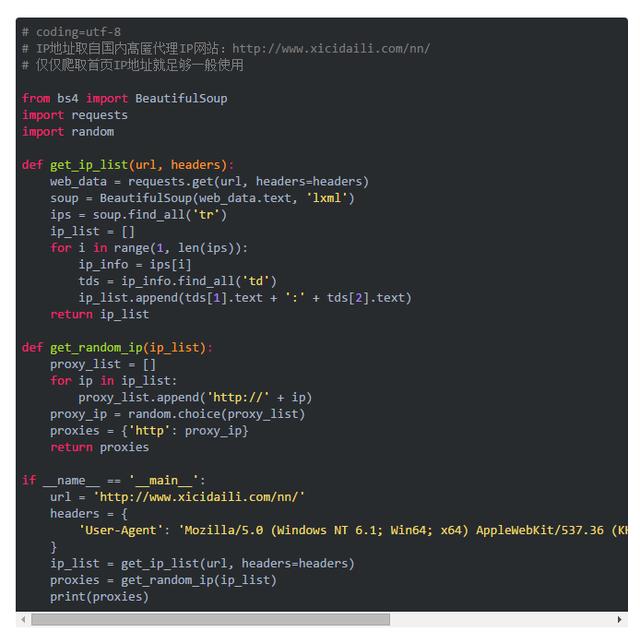 # coding=utf-8
# IP地址取自国内髙匿代理IP网站：http://www.xicidaili.com/nn/
# 仅仅爬取首页IP地址就足够一般使用

from bs4 import BeautifulSoup
import requests
import random

def get_ip_list(url, headers):
    web_data = requests.get(url, headers=headers)
    soup = BeautifulSoup(web_data.text, 'lxml')
    ips = soup.find_all('tr')
    ip_list = []
    for i in range(1, len(ips)):
        ip_info = ips[i]
        tds = ip_info.find_all('td')
        ip_list.append(tds[1].text + ':' + tds[2].text)
    return ip_list

def get_random_ip(ip_list):
    proxy_list = []
    for ip in ip_list:
        proxy_list.append('http://' + ip)
    proxy_ip = random.choice(proxy_list)
    proxies = {'http': proxy_ip}
    return proxies

if __name__ == '__main__':
    url = 'http://www.xicidaili.com/nn/'
    headers = {
        'User-Agent': 'Mozilla/5.0 (Windows NT 6.1; Win64; x64) AppleWebKit/537.36
    }
    ip_list = get_ip_list(url, headers=headers)
    proxies = get_random_ip(ip_list)
    print(proxies)